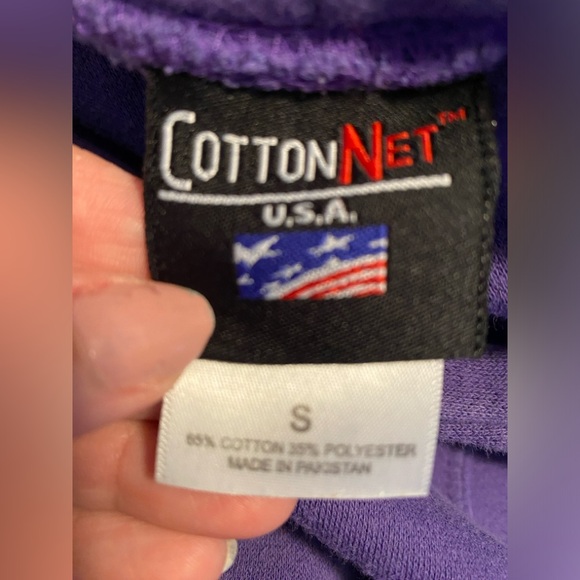 COTTONNET™
U.S.A.
S
65% COTTON 35% POLYESTER
MADE IN PAKISTAN